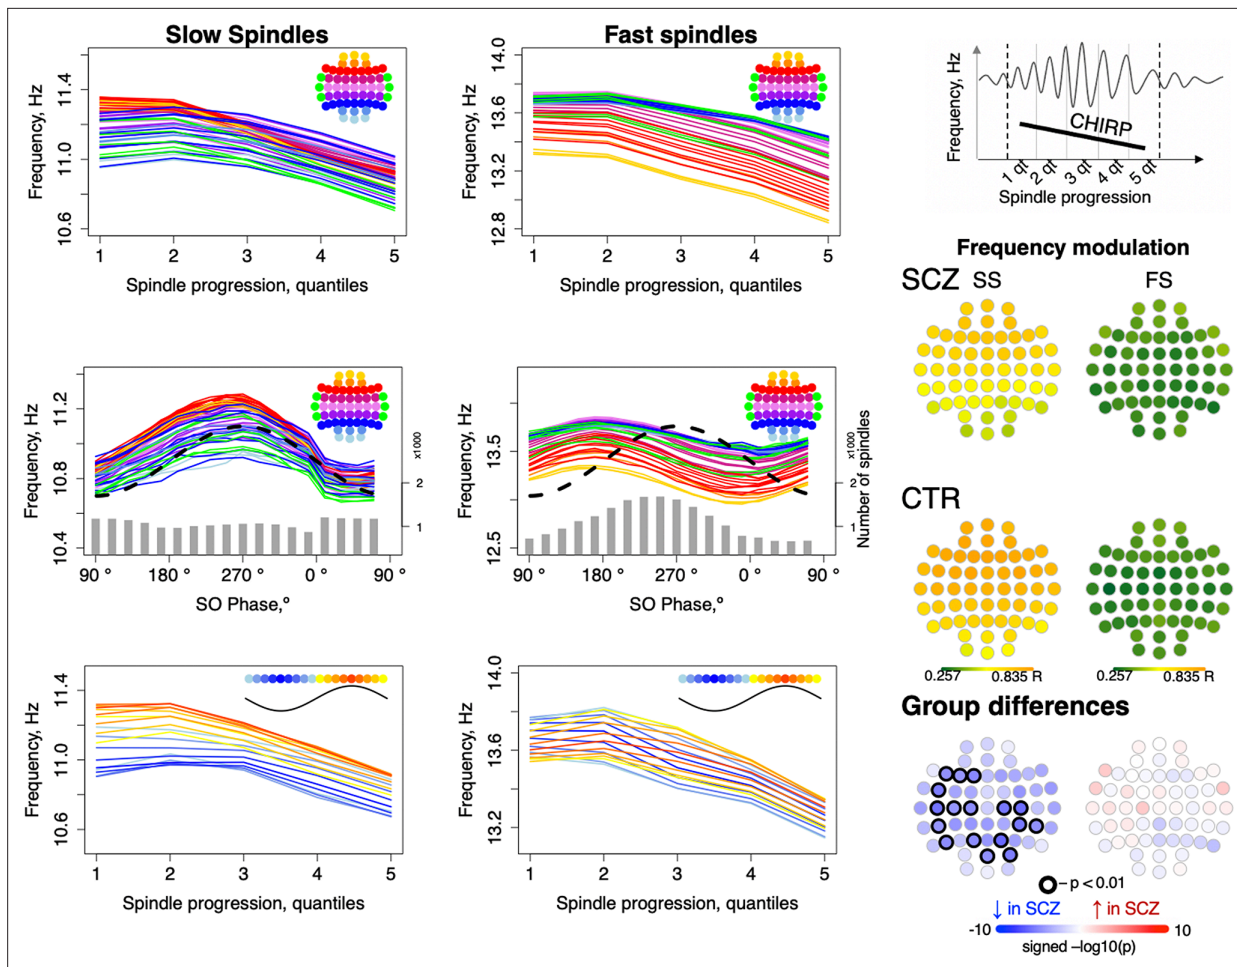 Slow Spindles
Frequency, Hz
11.4
11.0
10.6
1 2 3 4 5
Spindle progression, quantiles
Fast spindles
Frequency, Hz
14.0
13.6
13.2
12.8
1 2 3 4 5
Spindle progression, quantiles
Frequency, Hz
CHIRP
1 qt 2 qt 3 qt 4 qt 5 qt
Spindle progression
Frequency, Hz
11.2
11.0
10.8
10.4
x1000
2
1
90 ° 180 ° 270 ° 0 ° 90 °
SO Phase,°
Frequency, Hz
13.5
12.5
x1000
2
1
Number of spindles
90 ° 180 ° 270 ° 0 ° 90 °
SO Phase,°
Frequency modulation
SCZ SS FS
CTR
0.257 0.835 R 0.257 0.835 R
Frequency, Hz
11.4
11.0
10.6
1 2 3 4 5
Spindle progression, quantiles
Frequency, Hz
14.0
13.6
13.2
1 2 3 4 5
Spindle progression, quantiles
Group differences
– p < 0.01
↓ in SCZ ↑ in SCZ
-10 10
signed –log10(p)